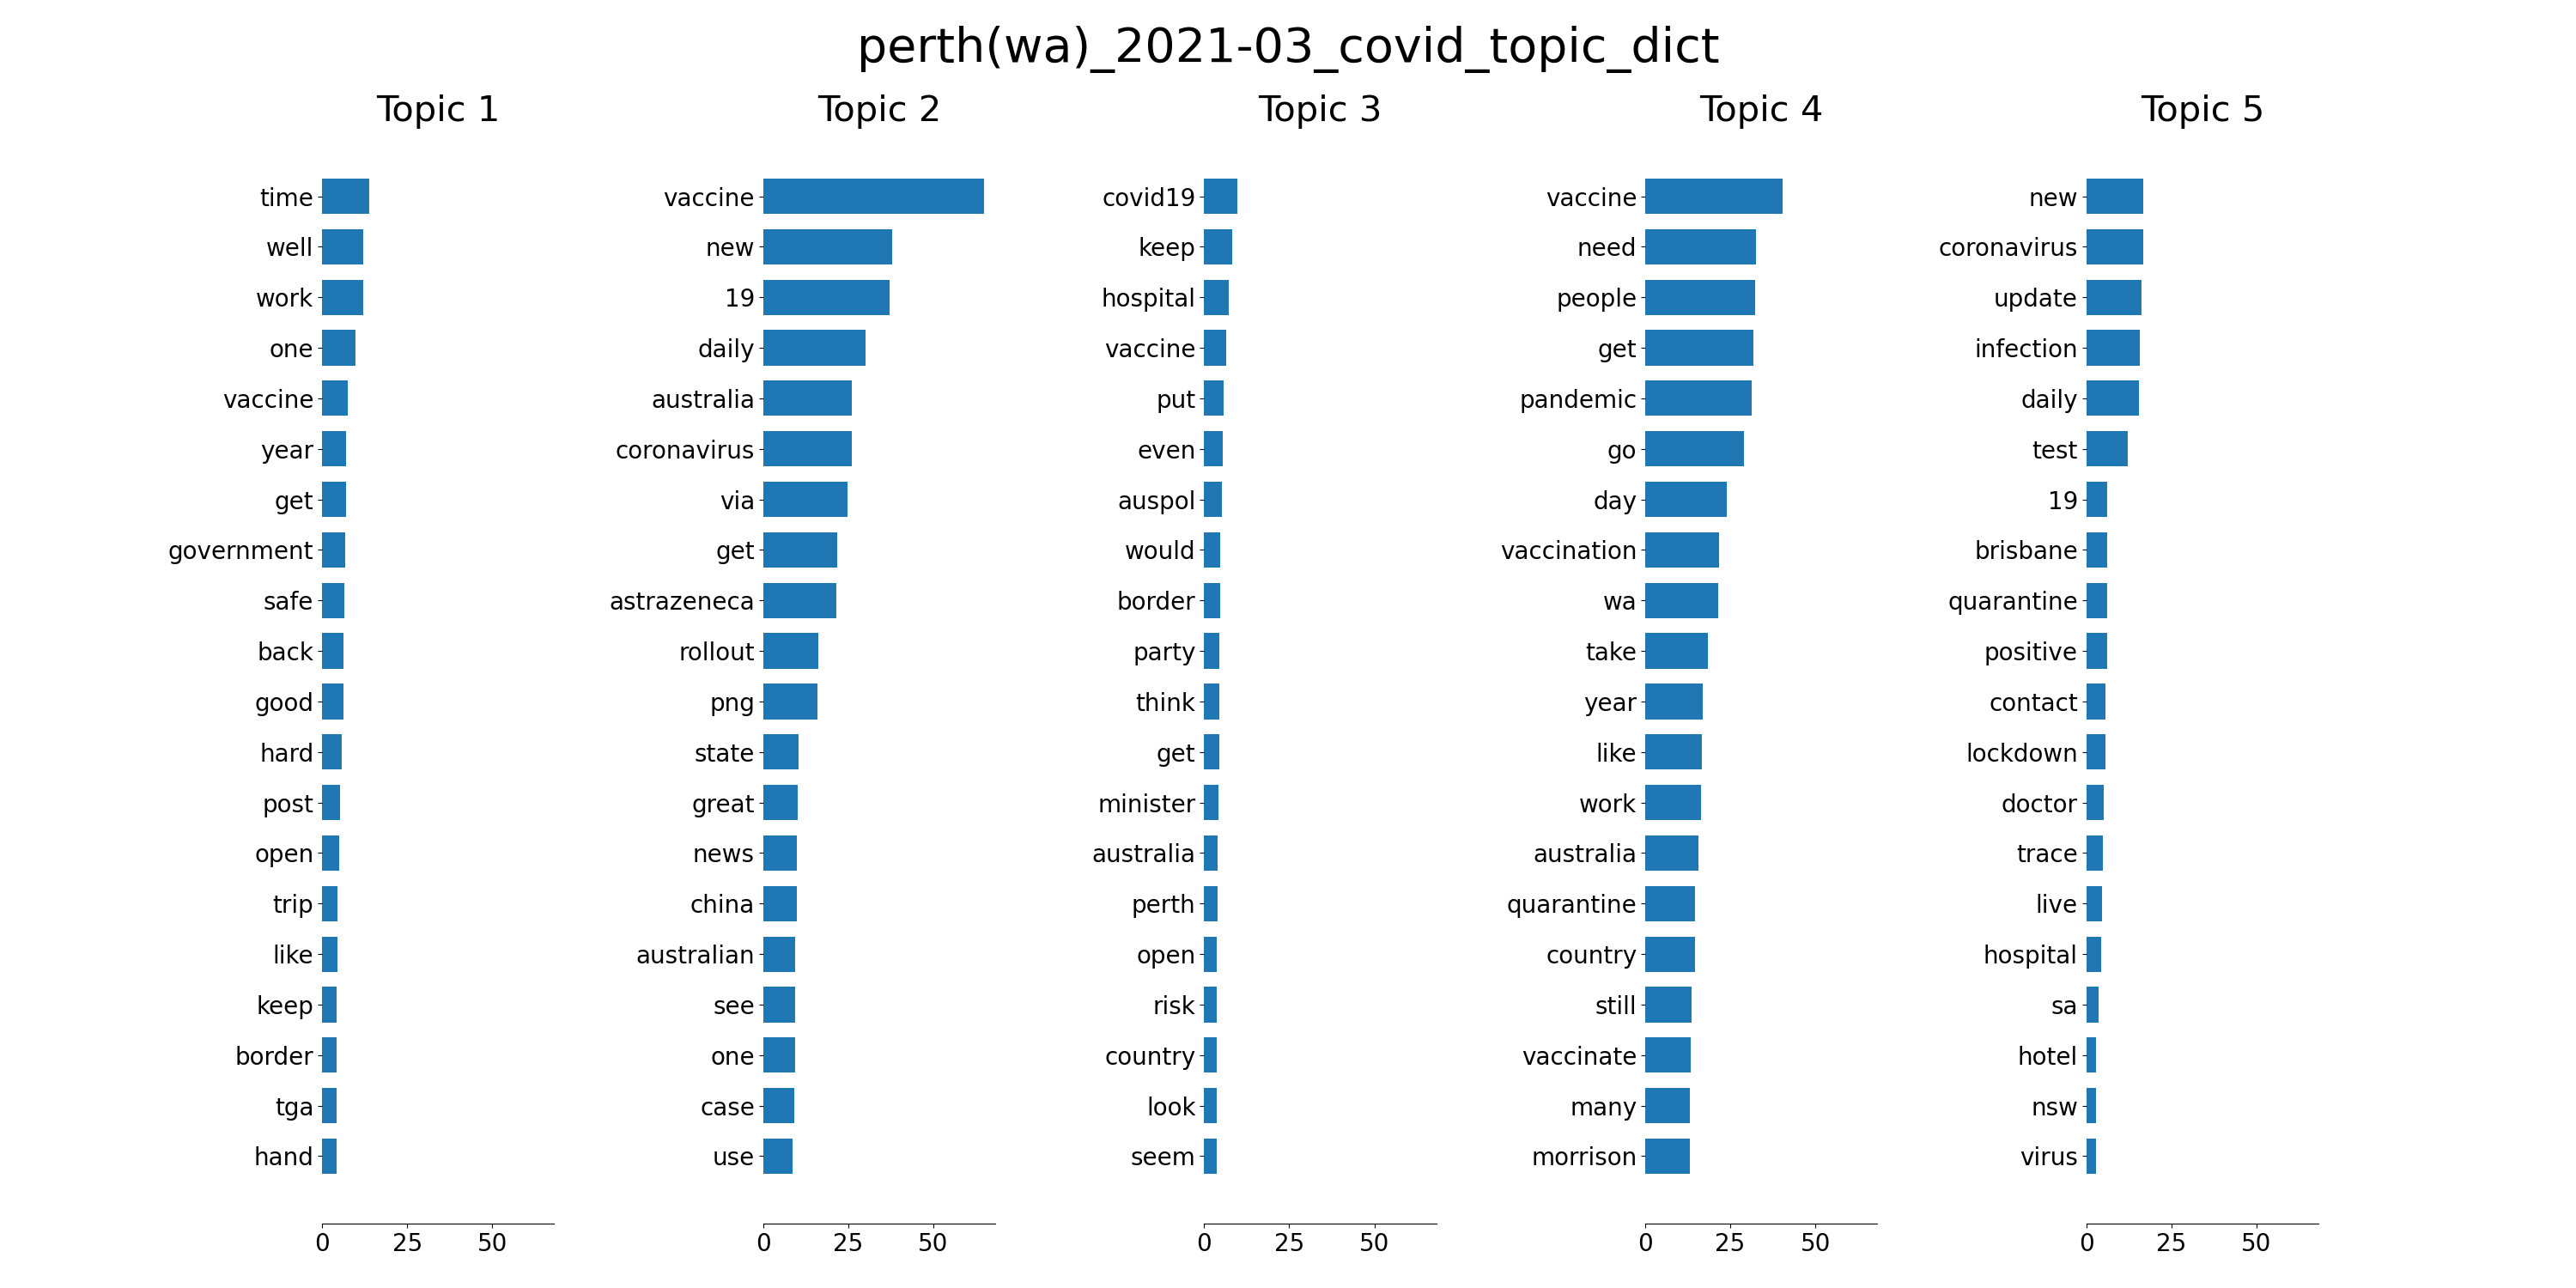 perth(wa)_2021-03_covid_topic_dict
Topic 1
time
well
work
one
vaccine
year
get
government
safe
back
good
hard
post
open
trip
like
keep
border
tga
hand
0 25 50
Topic 2
vaccine
new
19
daily
australia
coronavirus
via
get
astrazeneca
rollout
png
state
great
news
china
australian
see
one
case
use
0 25 50
Topic 3
covid19
keep
hospital
vaccine
put
even
auspol
would
border
party
think
get
minister
australia
perth
open
risk
country
look
seem
0 25 50
Topic 4
vaccine
need
people
get
pandemic
go
day
vaccination
wa
take
year
like
work
australia
quarantine
country
still
vaccinate
many
morrison
0 25 50
Topic 5
new
coronavirus
update
infection
daily
test
19
brisbane
quarantine
positive
contact
lockdown
doctor
trace
live
hospital
sa
hotel
nsw
virus
0 25 50